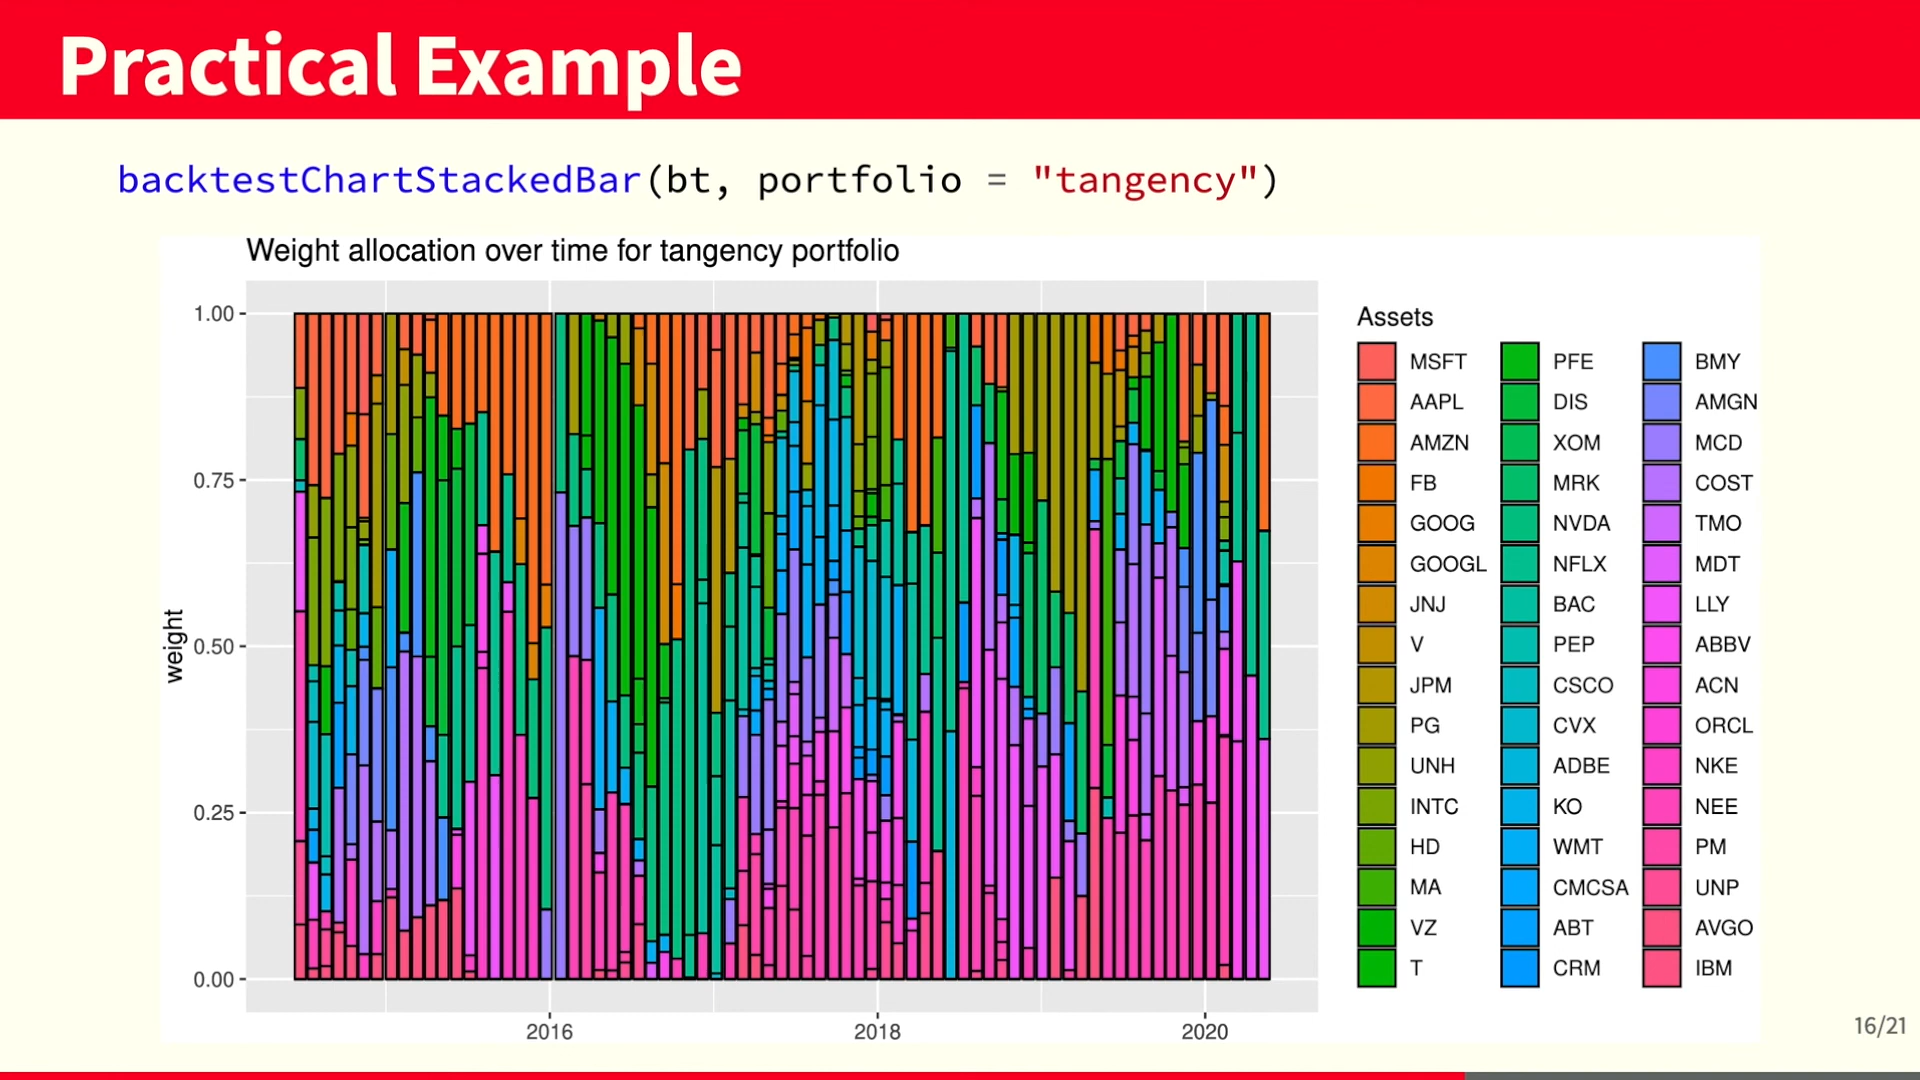 Practical Example
backtestChartStackedBar(bt, portfolio = "tangency")
Weight allocation over time for tangency portfolio
weight
1.00
0.75
0.50
0.25
0.00
2016
2018
2020
Assets
MSFT
AAPL
AMZN
FB
GOOG
GOOGL
JNJ
V
JPM
PG
UNH
INTC
HD
MA
VZ
T
PFE
DIS
XOM
MRK
NVDA
NFLX
BAC
PEP
CSCO
CVX
ADBE
KO
WMT
CMCSA
ABT
CRM
BMY
AMGN
MCD
COST
TMO
MDT
LLY
ABBV
ACN
ORCL
NKE
NEE
PM
UNP
AVGO
IBM
16/21